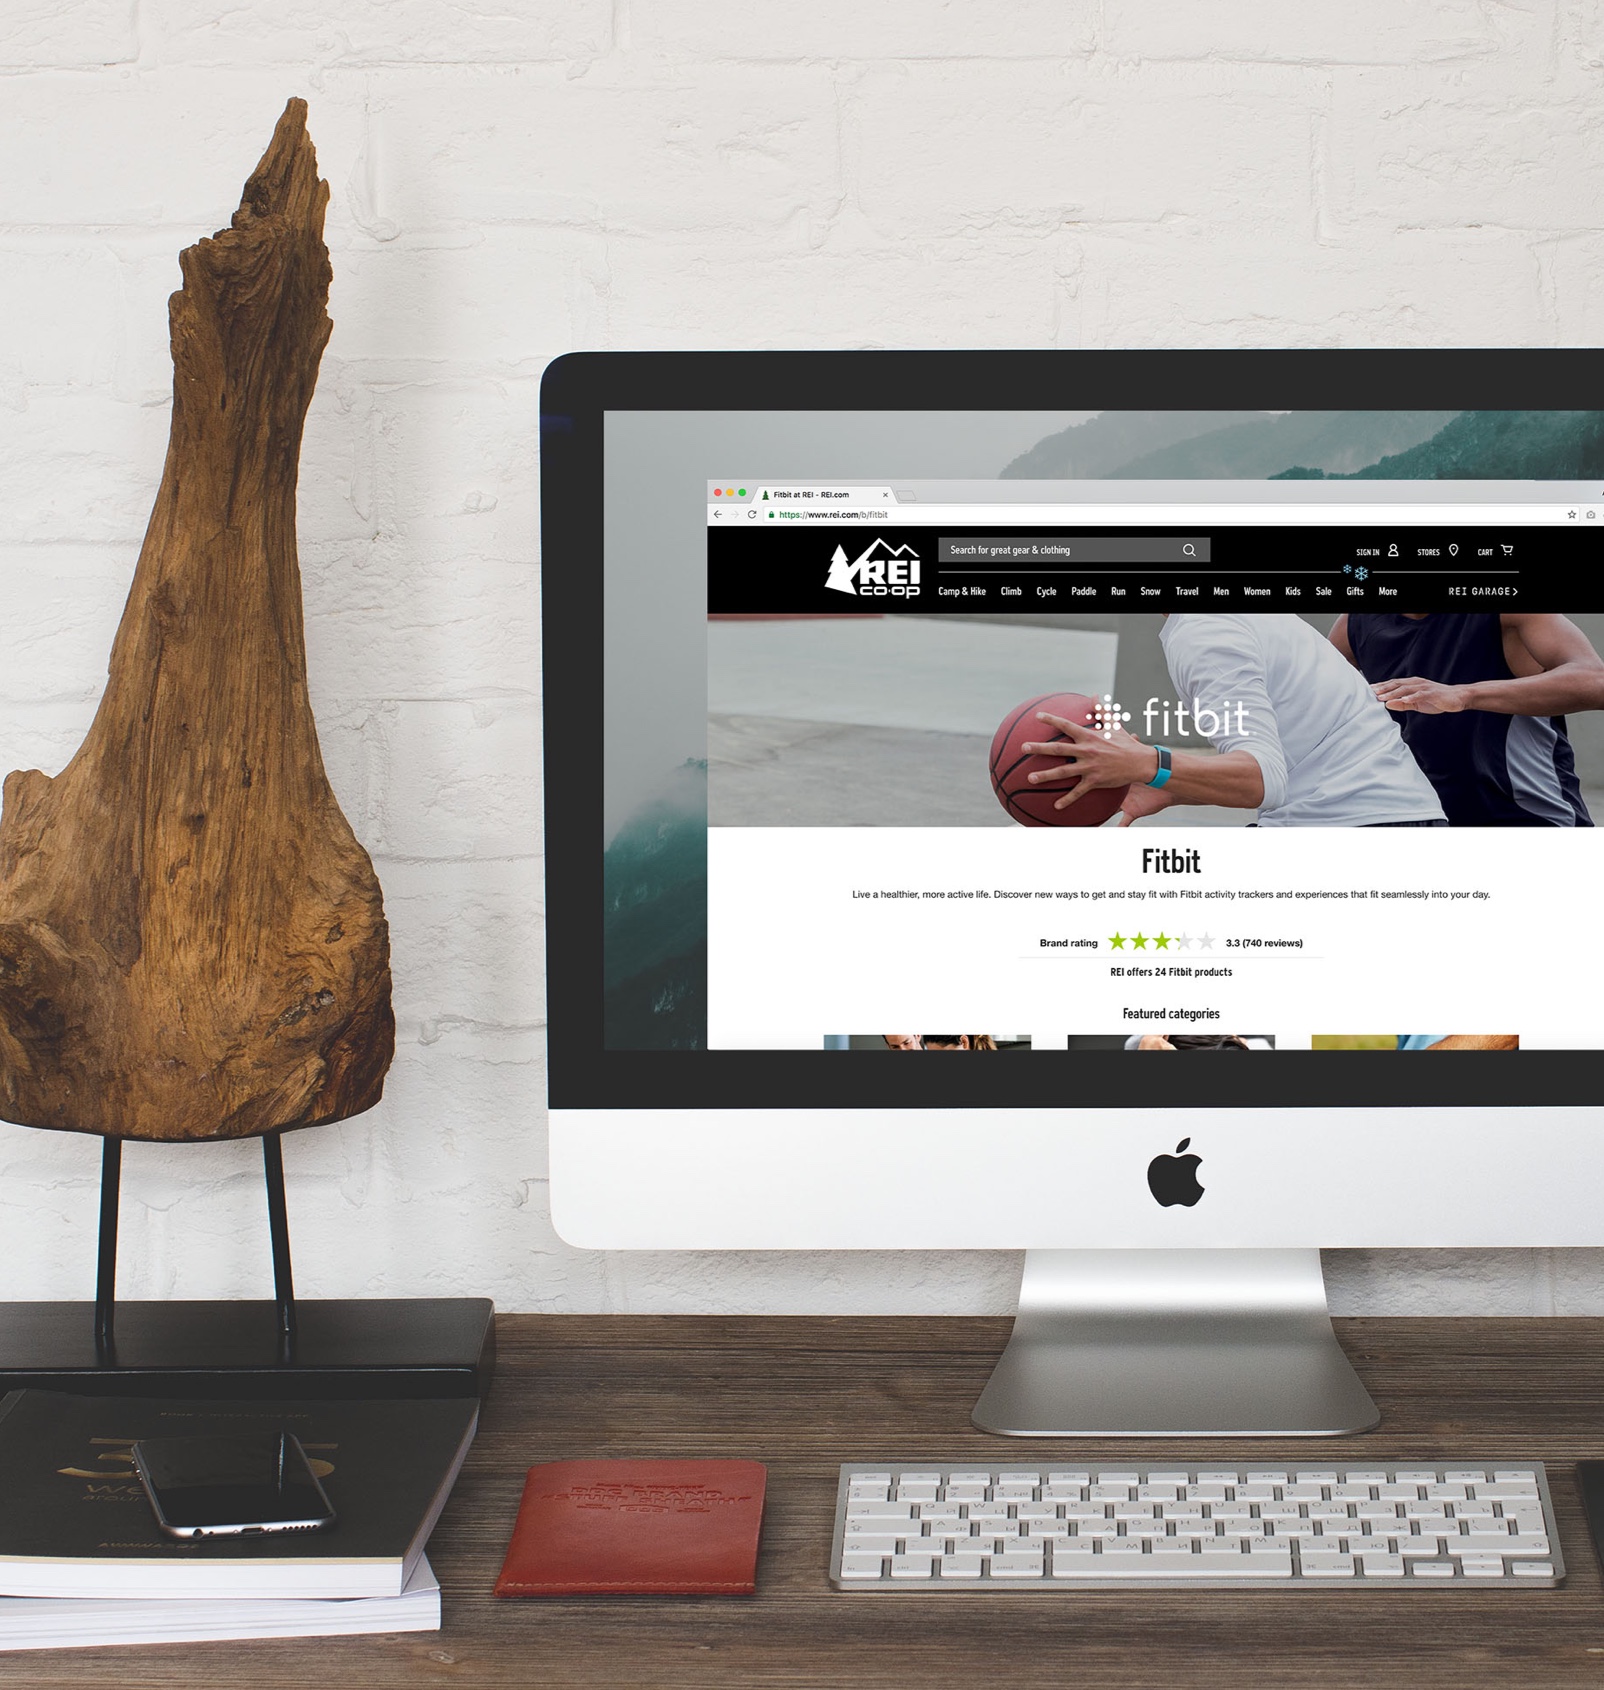 Fitbit at REI - REI.com
https://www.rei.com/b/fitbit
Search for great gear & clothing
SIGN IN STORES CART
REI
co·op
Camp & Hike Climb Cycle Paddle Run Snow Travel Men Women Kids Sale Gifts More REI GARAGE
fitbit
Fitbit
Live a healthier, more active life. Discover new ways to get and stay fit with Fitbit activity trackers and experiences that fit seamlessly into your day.
Brand rating 3.3 (740 reviews)
REI offers 24 Fitbit products
Featured categories
BRAND